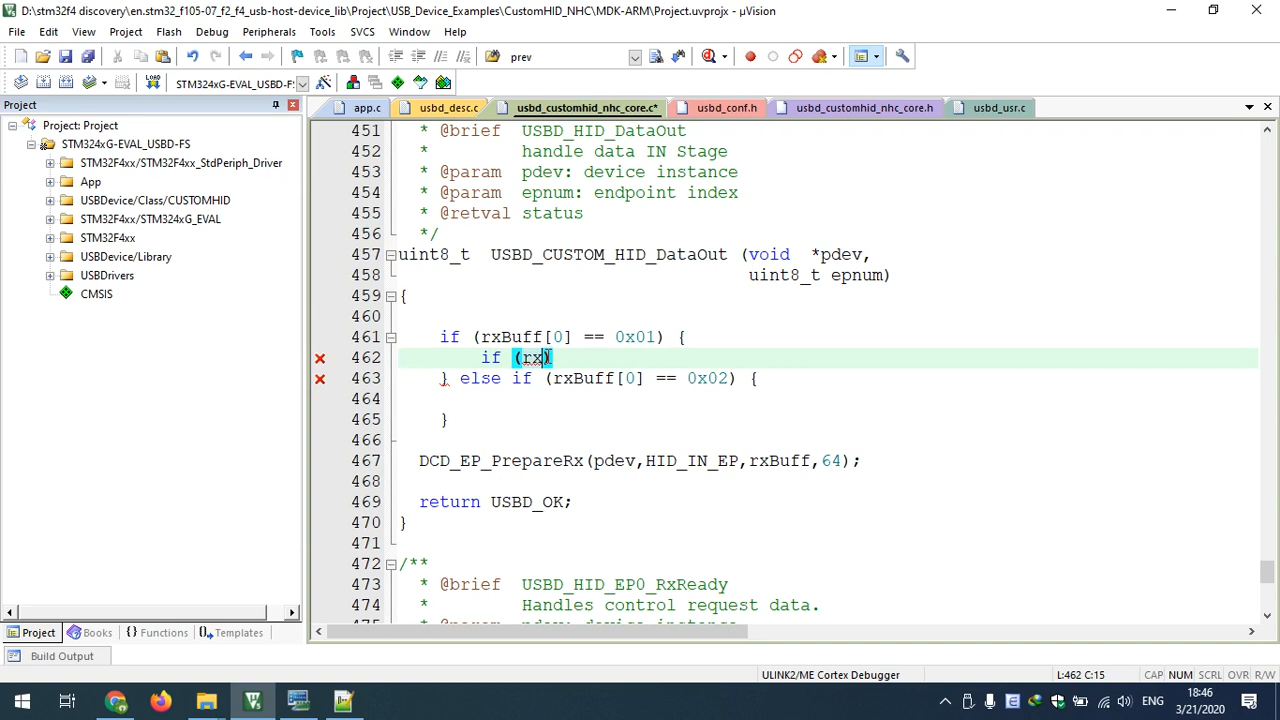 D:\stm32f4 discovery\en.stm32_f105-07_f2_f4_usb-host-device_lib\Project\USB_Device_Examples\CustomHID_NHC\MDK-ARM\Project.uvprojx - µVision
File Edit View Project Flash Debug Peripherals Tools SVCS Window Help
prev
LOAD STM324xG-EVAL_USBD-F:
Project
app.c usbd_desc.c usbd_customhid_nhc_core.c* usbd_conf.h usbd_customhid_nhc_core.h usbd_usr.c
Project: Project
STM324xG-EVAL_USBD-FS
STM32F4xx/STM32F4xx_StdPeriph_Driver
App
USBDevice/Class/CUSTOMHID
STM32F4xx/STM324xG_EVAL
STM32F4xx
USBDevice/Library
USBDrivers
CMSIS
451 * @brief USBD_HID_DataOut
452 * handle data IN Stage
453 * @param pdev: device instance
454 * @param epnum: endpoint index
455 * @retval status
456 */
457 uint8_t USBD_CUSTOM_HID_DataOut (void *pdev,
458 uint8_t epnum)
459 {
460
461 if (rxBuff[0] == 0x01) {
462 if (rx)
463 } else if (rxBuff[0] == 0x02) {
464
465 }
466
467 DCD_EP_PrepareRx(pdev,HID_IN_EP,rxBuff,64);
468
469 return USBD_OK;
470 }
471
472 /**
473 * @brief USBD_HID_EP0_RxReady
474 * Handles control request data.
Project Books {} Functions Templates
Build Output
ULINK2/ME Cortex Debugger L:462 C:15 CAP NUM SCRL OVR R/W
ENG 18:46
3/21/2020